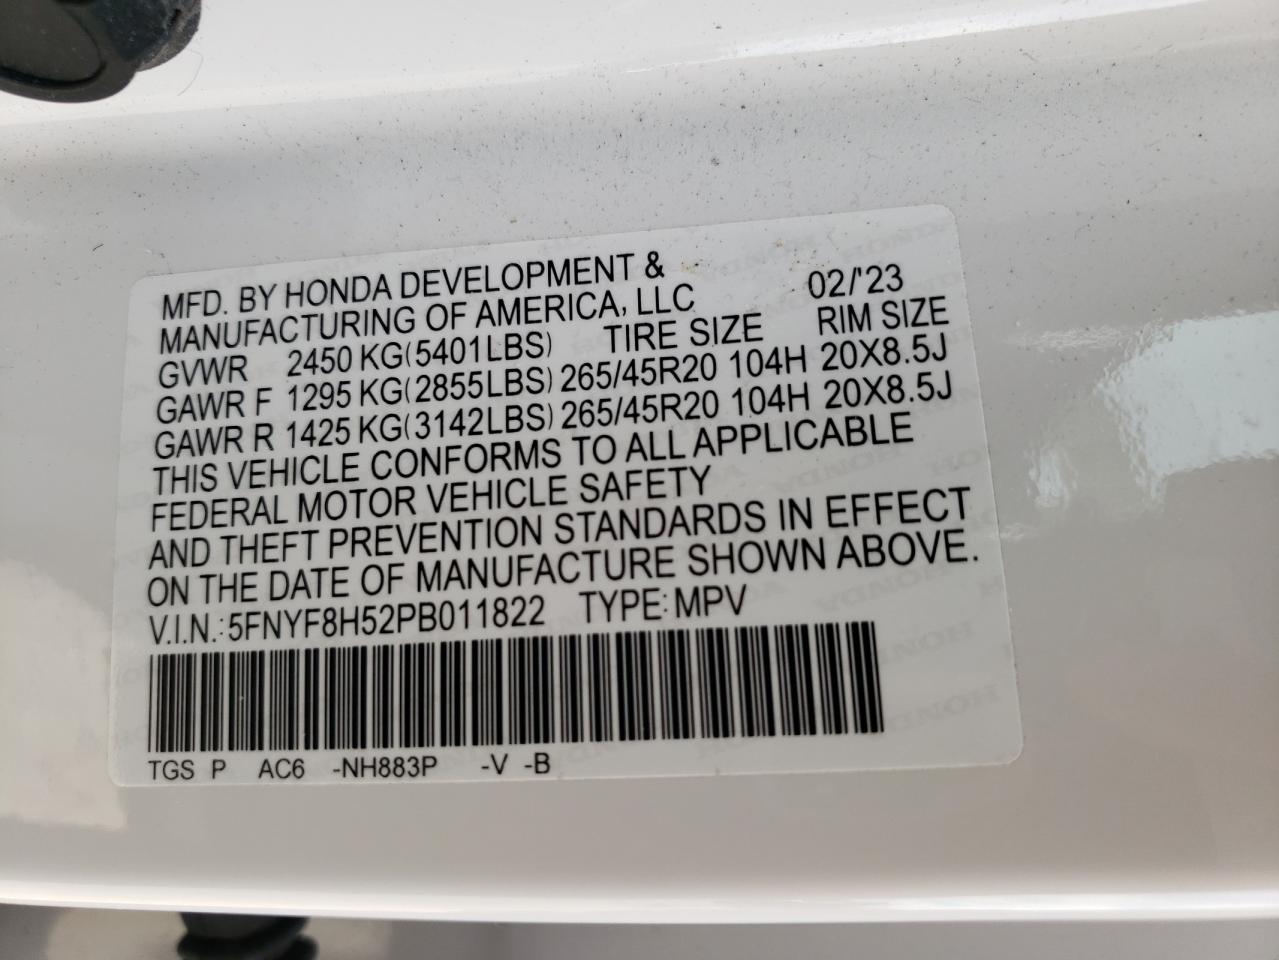 MFD. BY HONDA DEVELOPMENT &
MANUFACTURING OF AMERICA, LLC 02/'23
GVWR 2450 KG(5401LBS) TIRE SIZE RIM SIZE
GAWR F 1295 KG(2855LBS) 265/45R20 104H 20X8.5J
GAWR R 1425 KG(3142LBS) 265/45R20 104H 20X8.5J
THIS VEHICLE CONFORMS TO ALL APPLICABLE
FEDERAL MOTOR VEHICLE SAFETY
AND THEFT PREVENTION STANDARDS IN EFFECT
ON THE DATE OF MANUFACTURE SHOWN ABOVE.
V.I.N.: 5FNYF8H52PB011822 TYPE: MPV
TGS P AC6 -NH883P -V -B